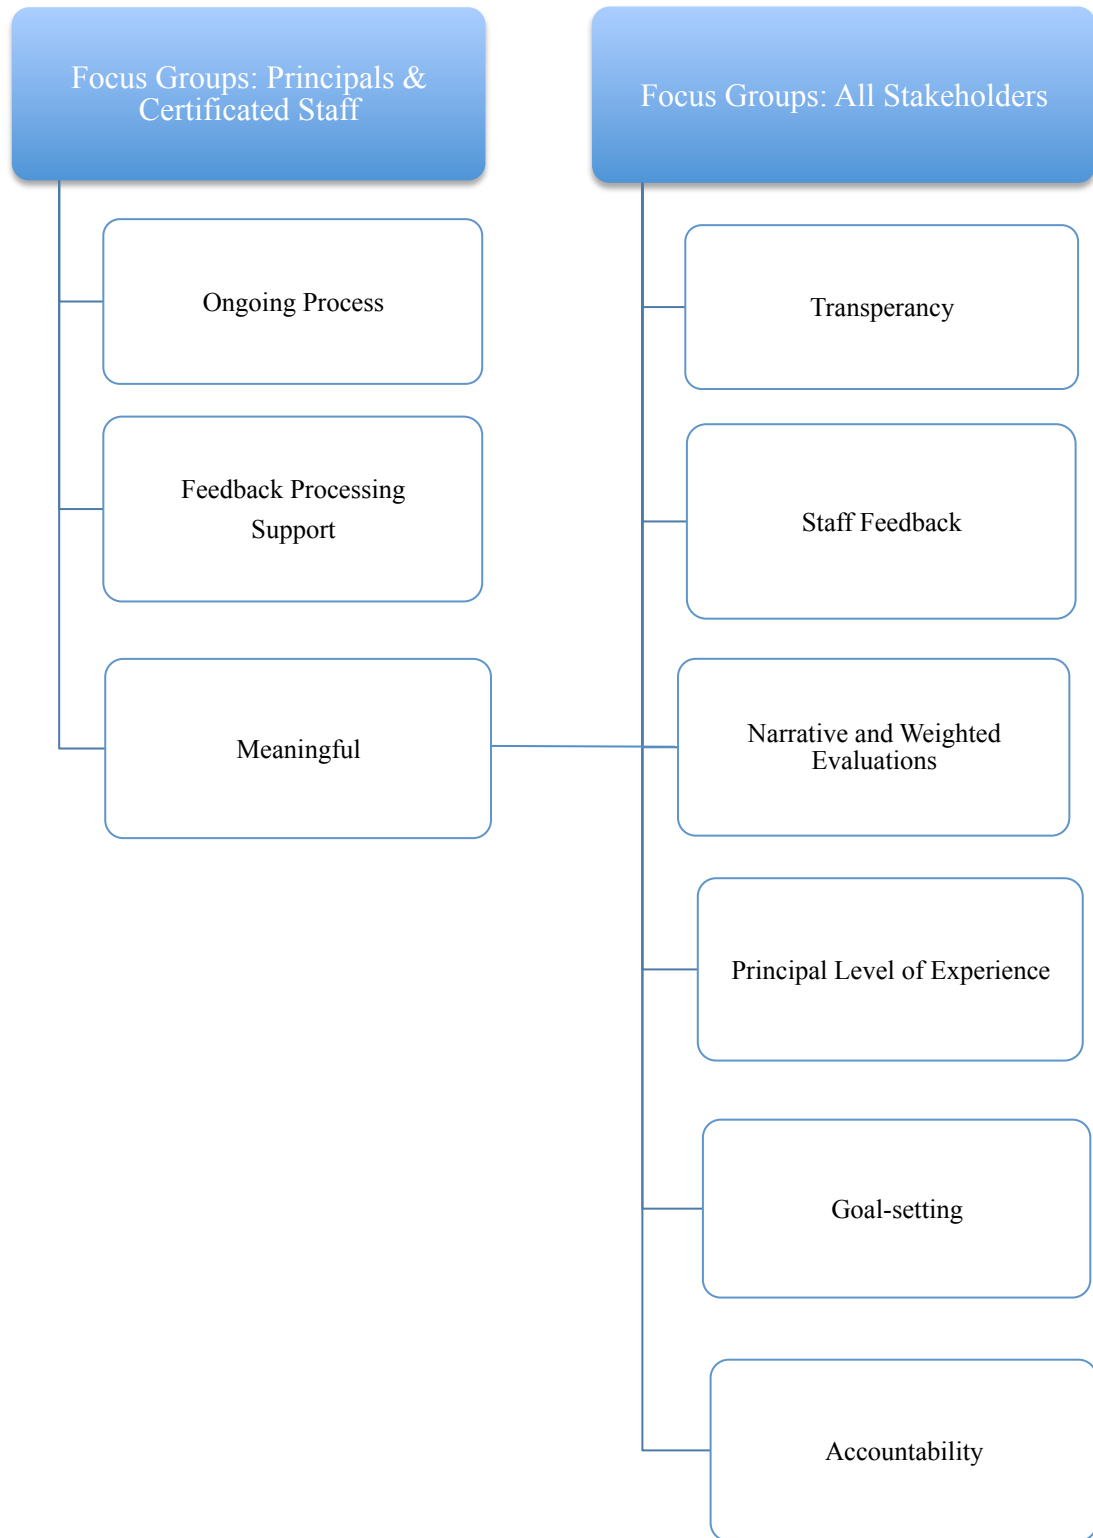 Focus Groups: Principals &
Certificated Staff
Ongoing Process
Feedback Processing
Support
Meaningful
Focus Groups: All Stakeholders
Transperancy
Staff Feedback
Narrative and Weighted
Evaluations
Principal Level of Experience
Goal-setting
Accountability